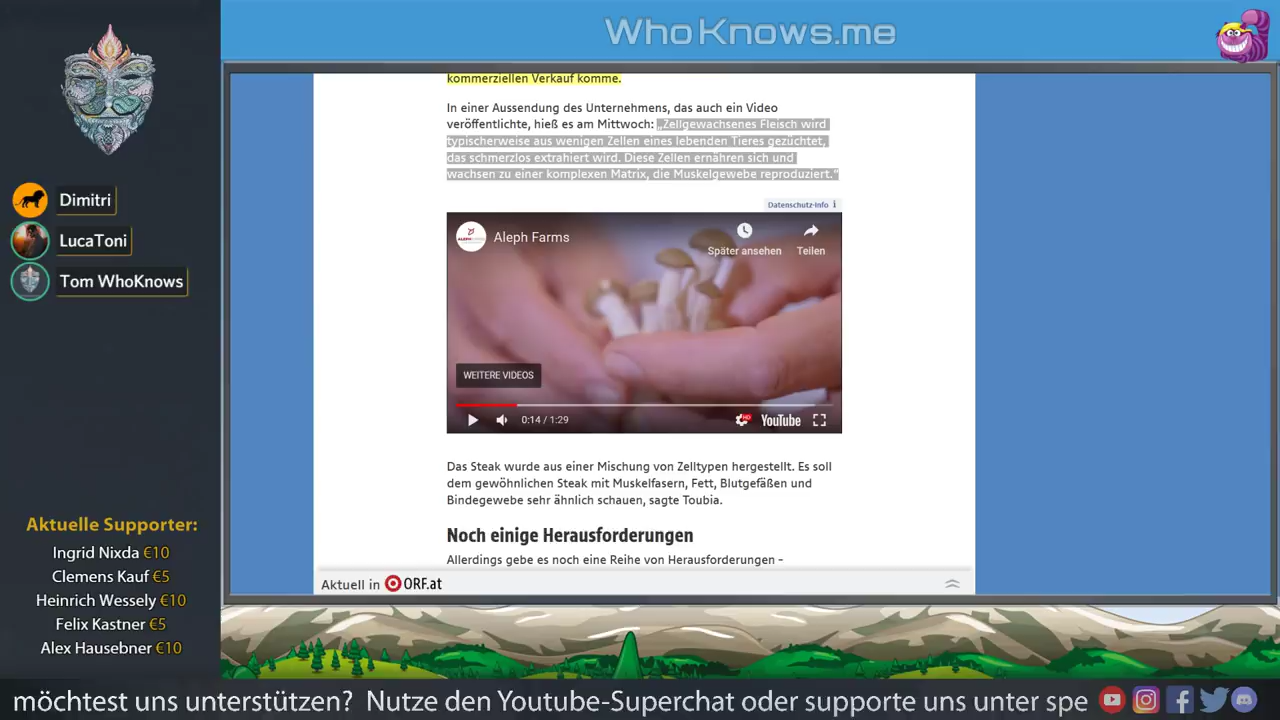 WhoKnows.me
Dimitri
LucaToni
Tom WhoKnows
Aktuelle Supporter:
Ingrid Nixda €10
Clemens Kauf €5
Heinrich Wessely €10
Felix Kastner €5
Alex Hausebner €10
kommerziellen Verkauf komme.
In einer Aussendung des Unternehmens, das auch ein Video
veröffentlichte, hieß es am Mittwoch: „Zellgewachsenes Fleisch wird
typischerweise aus wenigen Zellen eines lebenden Tieres gezüchtet,
das schmerzlos extrahiert wird. Diese Zellen ernähren sich und
wachsen zu einer komplexen Matrix, die Muskelgewebe reproduziert.“
Datenschutz-Info i
Aleph Farms
Später ansehen
Teilen
WEITERE VIDEOS
0:14 / 1:29
HD
YouTube
Das Steak wurde aus einer Mischung von Zelltypen hergestellt. Es soll
dem gewöhnlichen Steak mit Muskelfasern, Fett, Blutgefäßen und
Bindegewebe sehr ähnlich schauen, sagte Toubia.
Noch einige Herausforderungen
Allerdings gebe es noch eine Reihe von Herausforderungen –
Aktuell in ORF.at
möchtest uns unterstützen? Nutze den Youtube-Superchat oder supporte uns unter spe